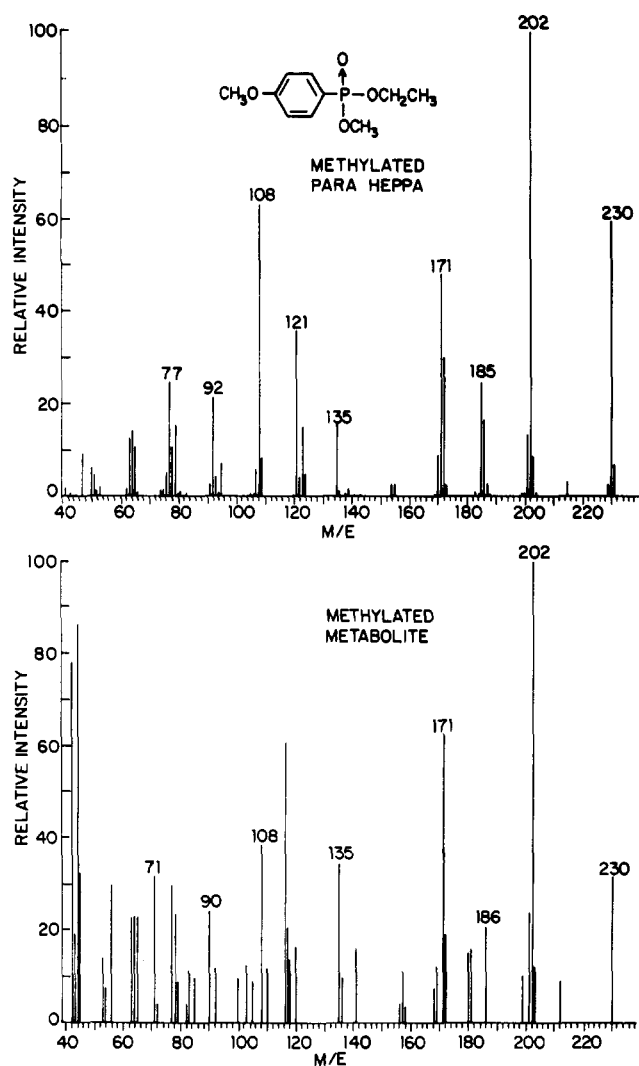 100
80
60
40
20
0
RELATIVE INTENSITY
O
CH₃O
P
OCH₂CH₃
OCH₃
METHYLATED
PARA HEPPA
77
92
108
121
135
171
185
202
230
40 60 80 100 120 140 160 180 200 220
M/E
100
80
60
40
20
0
RELATIVE INTENSITY
METHYLATED
METABOLITE
71
90
108
135
171
186
202
230
40 60 80 100 120 140 160 180 200 220
M/E